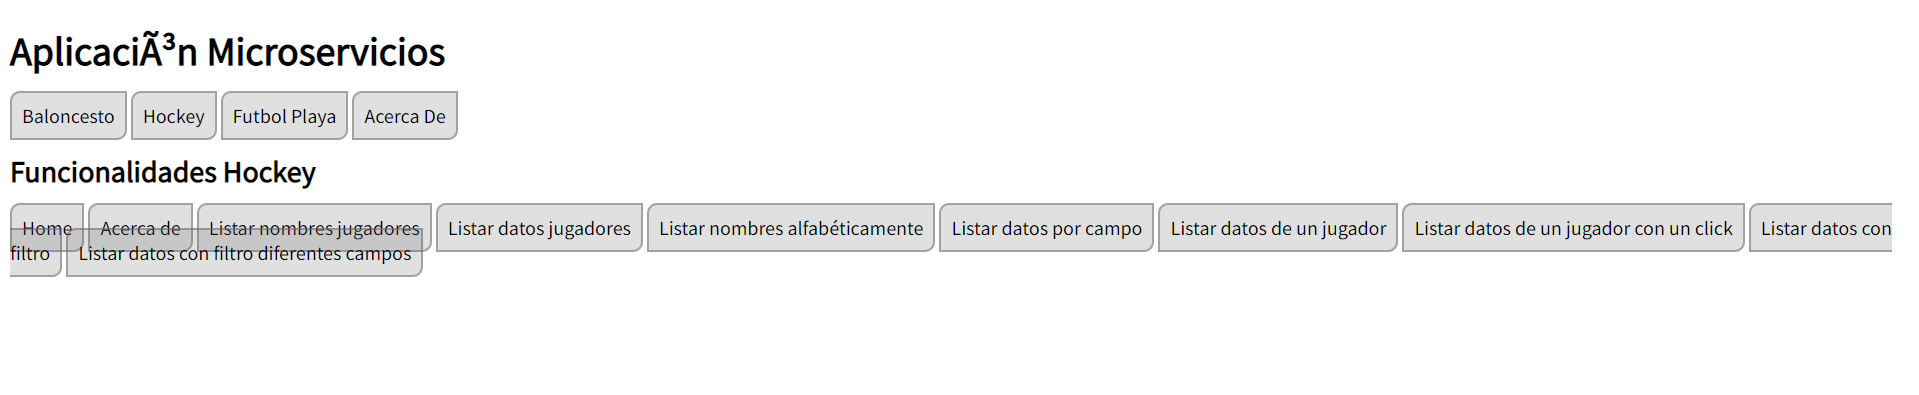 AplicaciÃ³n Microservicios
Baloncesto Hockey Futbol Playa Acerca De
Funcionalidades Hockey
Home Acerca de Listar nombres jugadores Listar datos jugadores Listar nombres alfabéticamente Listar datos por campo Listar datos de un jugador Listar datos de un jugador con un click Listar datos con
filtro Listar datos con filtro diferentes campos